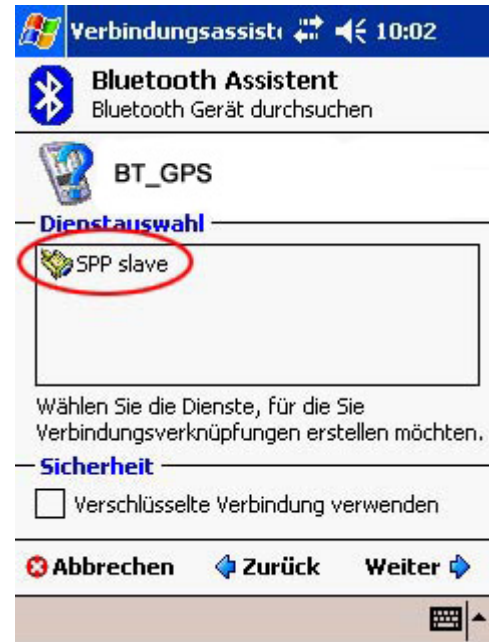 Verbindungsassist 10:02
Bluetooth Assistent
Bluetooth Gerät durchsuchen
BT_GPS
Dienstauswahl
SPP slave
Wählen Sie die Dienste, für die Sie
Verbindungsverknüpfungen erstellen möchten.
Sicherheit
Verschlüsselte Verbindung verwenden
Abbrechen Zurück Weiter